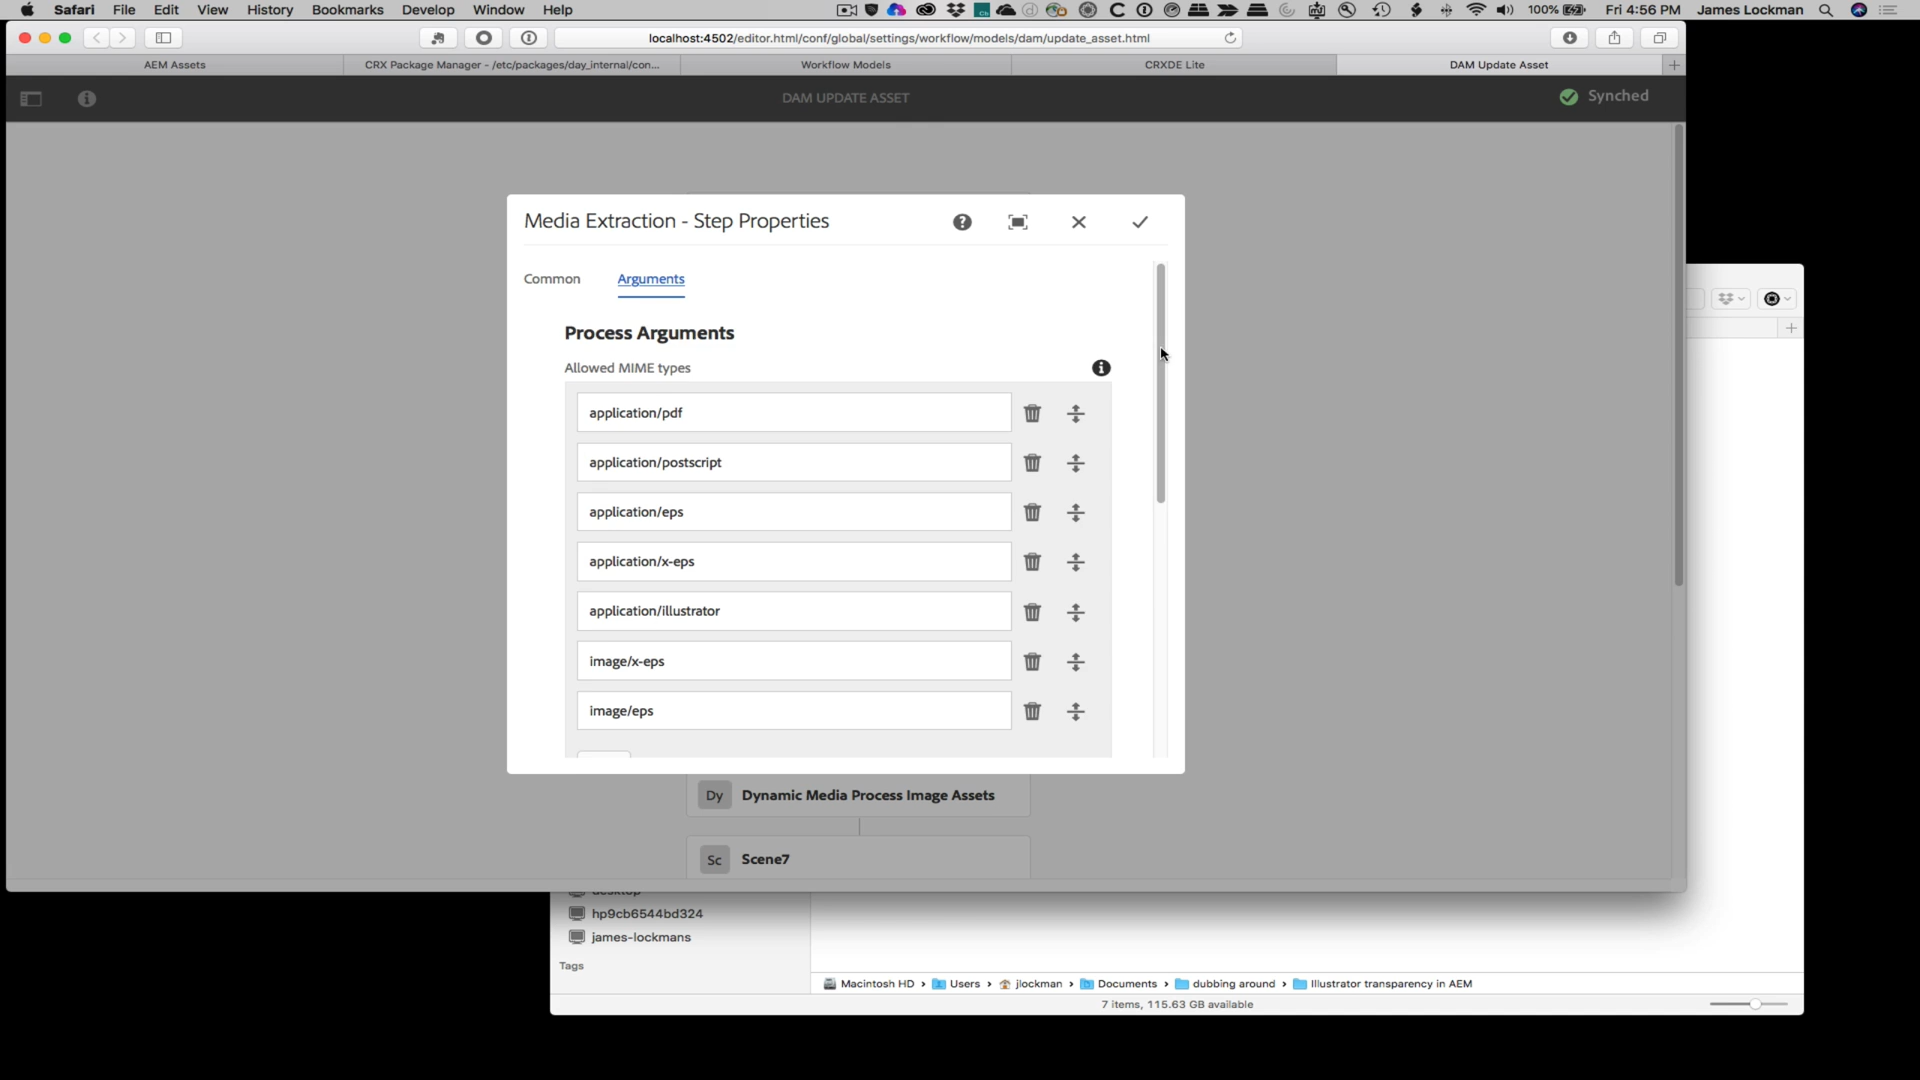 Safari File Edit View History Bookmarks Develop Window Help 100% Fri 4:56 PM James Lockman
localhost:4502/editor.html/conf/global/settings/workflow/models/dam/update_asset.html
AEM Assets CRX Package Manager - /etc/packages/day_internal/con... Workflow Models CRXDE Lite DAM Update Asset
DAM UPDATE ASSET Synched
Media Extraction - Step Properties
Common Arguments
Process Arguments
Allowed MIME types
application/pdf
application/postscript
application/eps
application/x-eps
application/illustrator
image/x-eps
image/eps
Dy Dynamic Media Process Image Assets
Sc Scene7
desktop
hp9cb6544bd324
james-lockmans
Tags
Macintosh HD › Users › jlockman › Documents › dubbing around › Illustrator transparency in AEM
7 items, 115.63 GB available